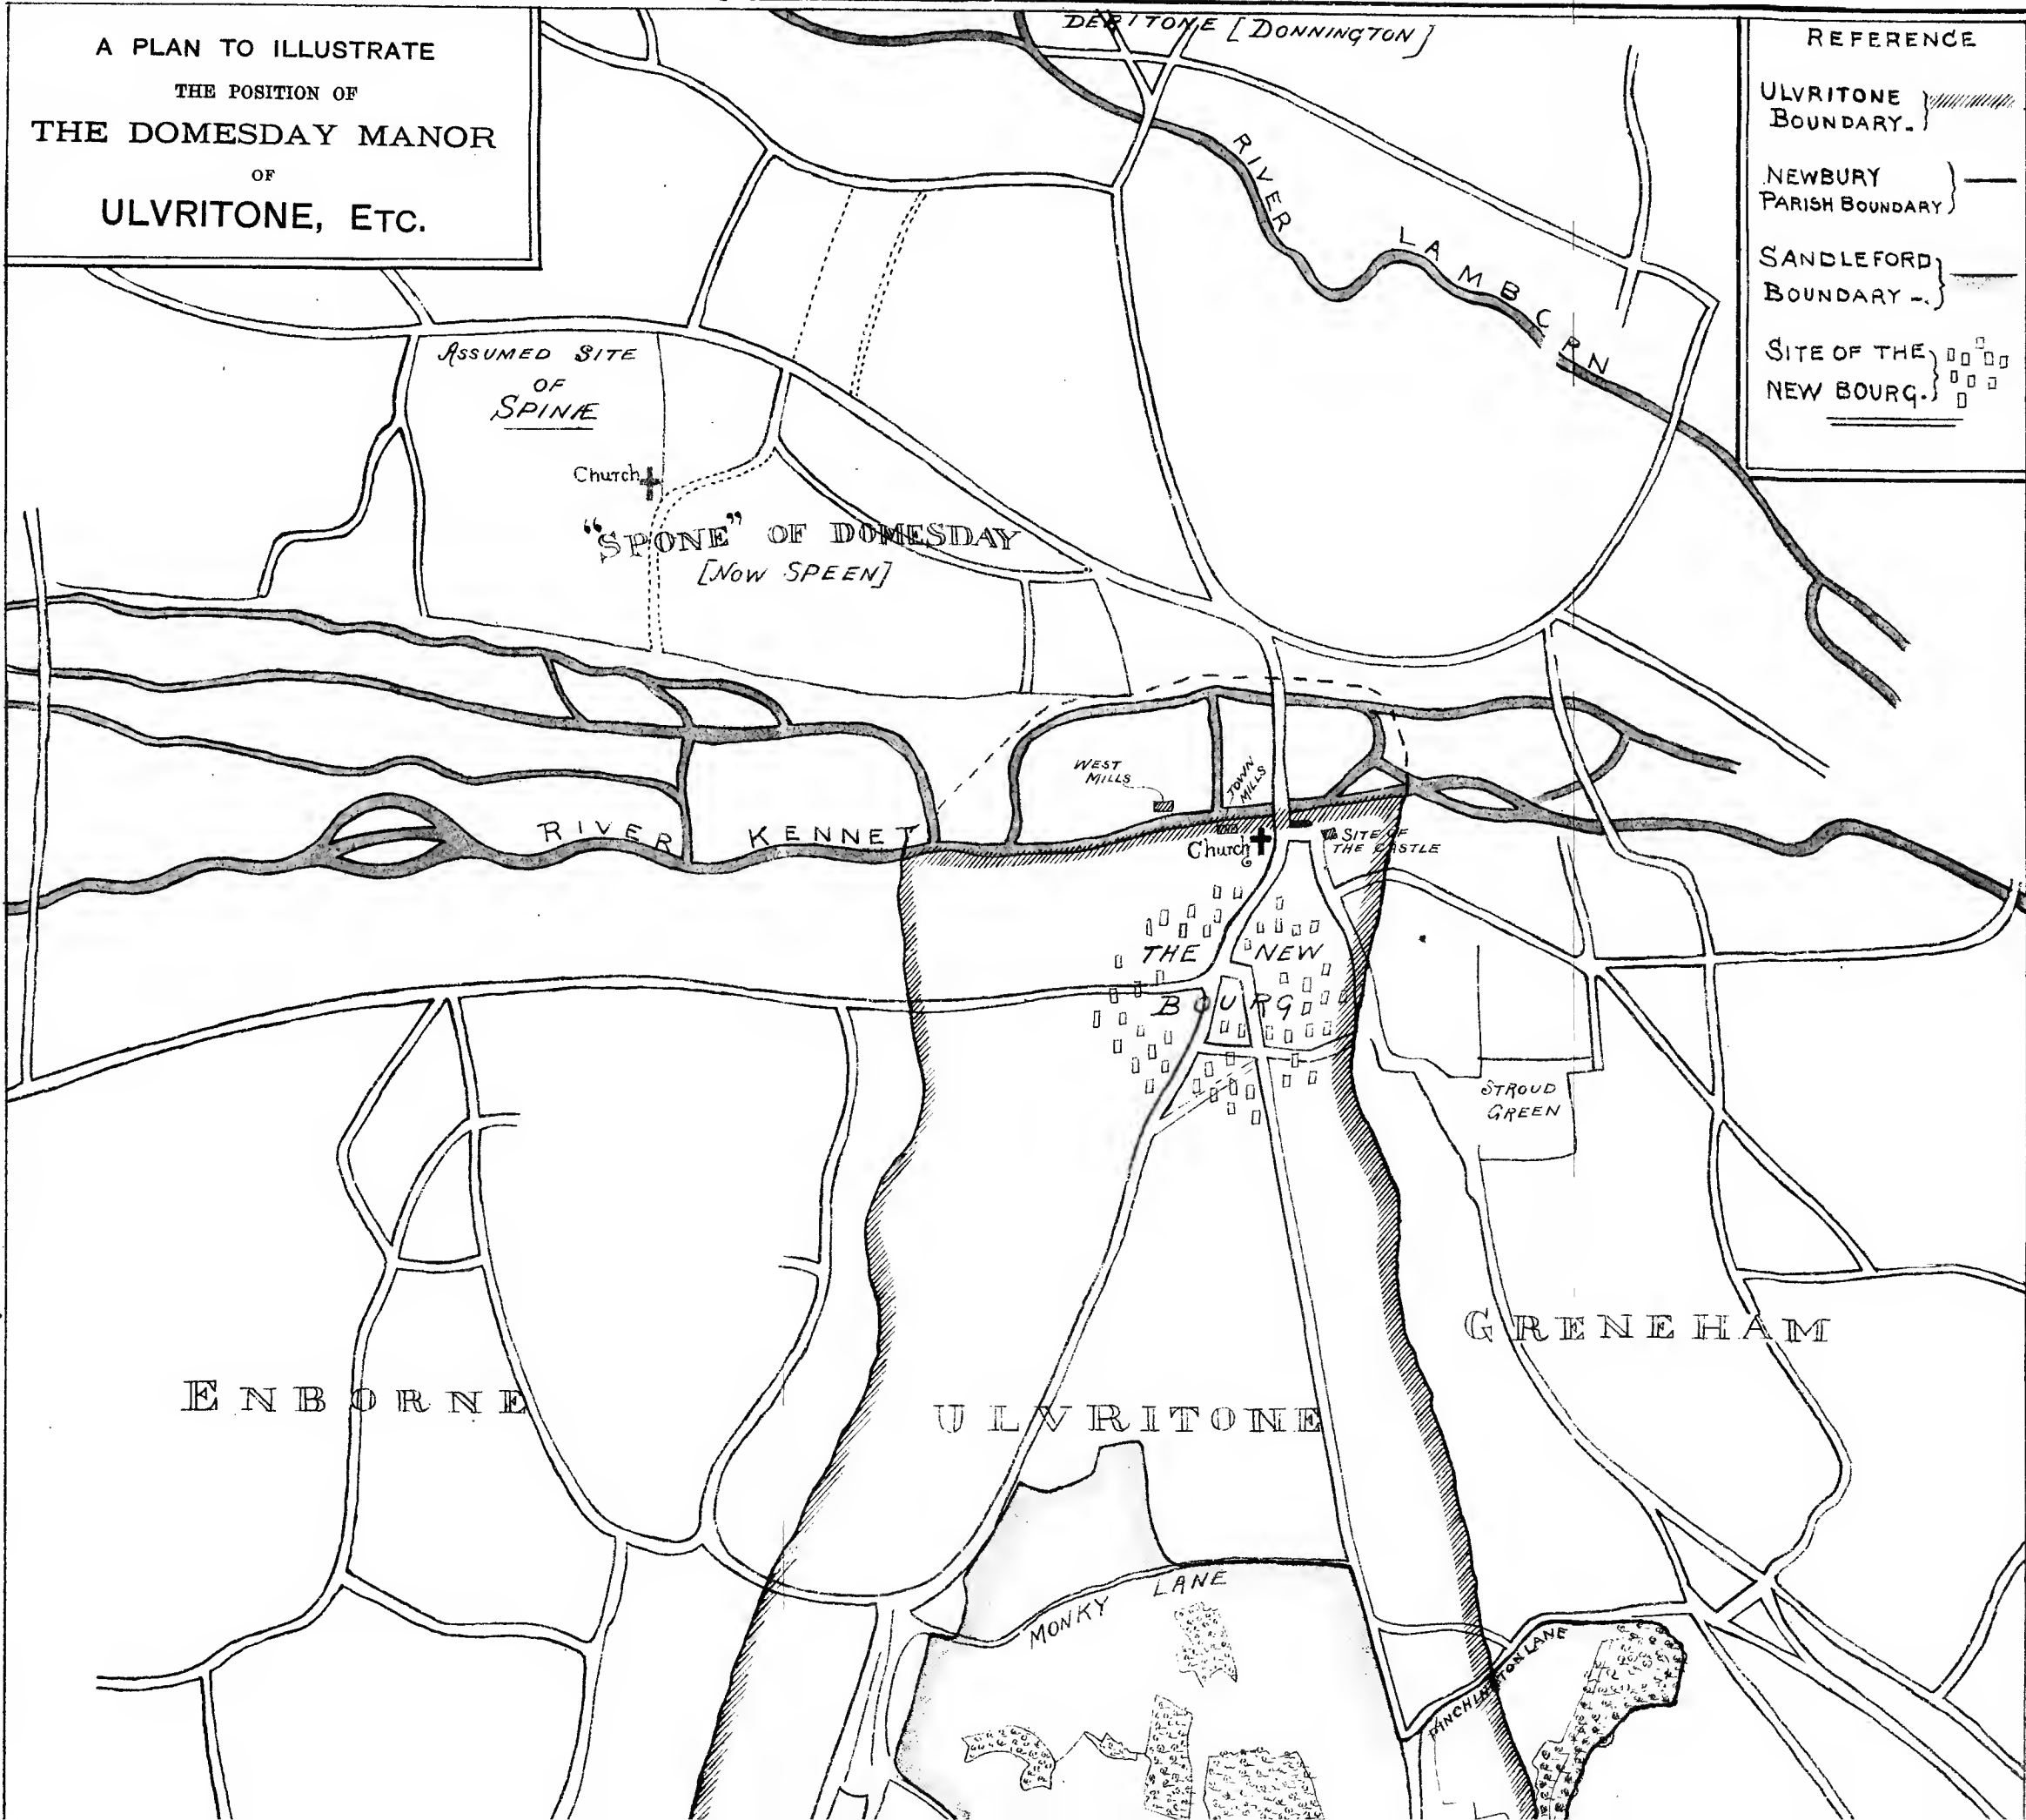 A PLAN TO ILLUSTRATE
THE POSITION OF
THE DOMESDAY MANOR
OF
ULVRITONE, ETC.
[DONNINGTON]
REFERENCE
ULVRITONE
BOUNDARY.
NEWBURY
PARISH BOUNDARY
SANDLEFORD
BOUNDARY
SITE OF THE
NEW BOURG.
RIVER
LAMBORN
ASSUMED SITE
OF
SPINÆ
Church
"SPONE" OF DOMESDAY
[NOW SPEEN]
WEST
MILLS
TOWN
MILLS
RIVER KENNET
Church
SITE OF
THE CASTLE
THE NEW
BOURG
STROUD
GREEN
GRENEHAM
ENBORNE
ULVRITONE
MONKY LANE
LANE